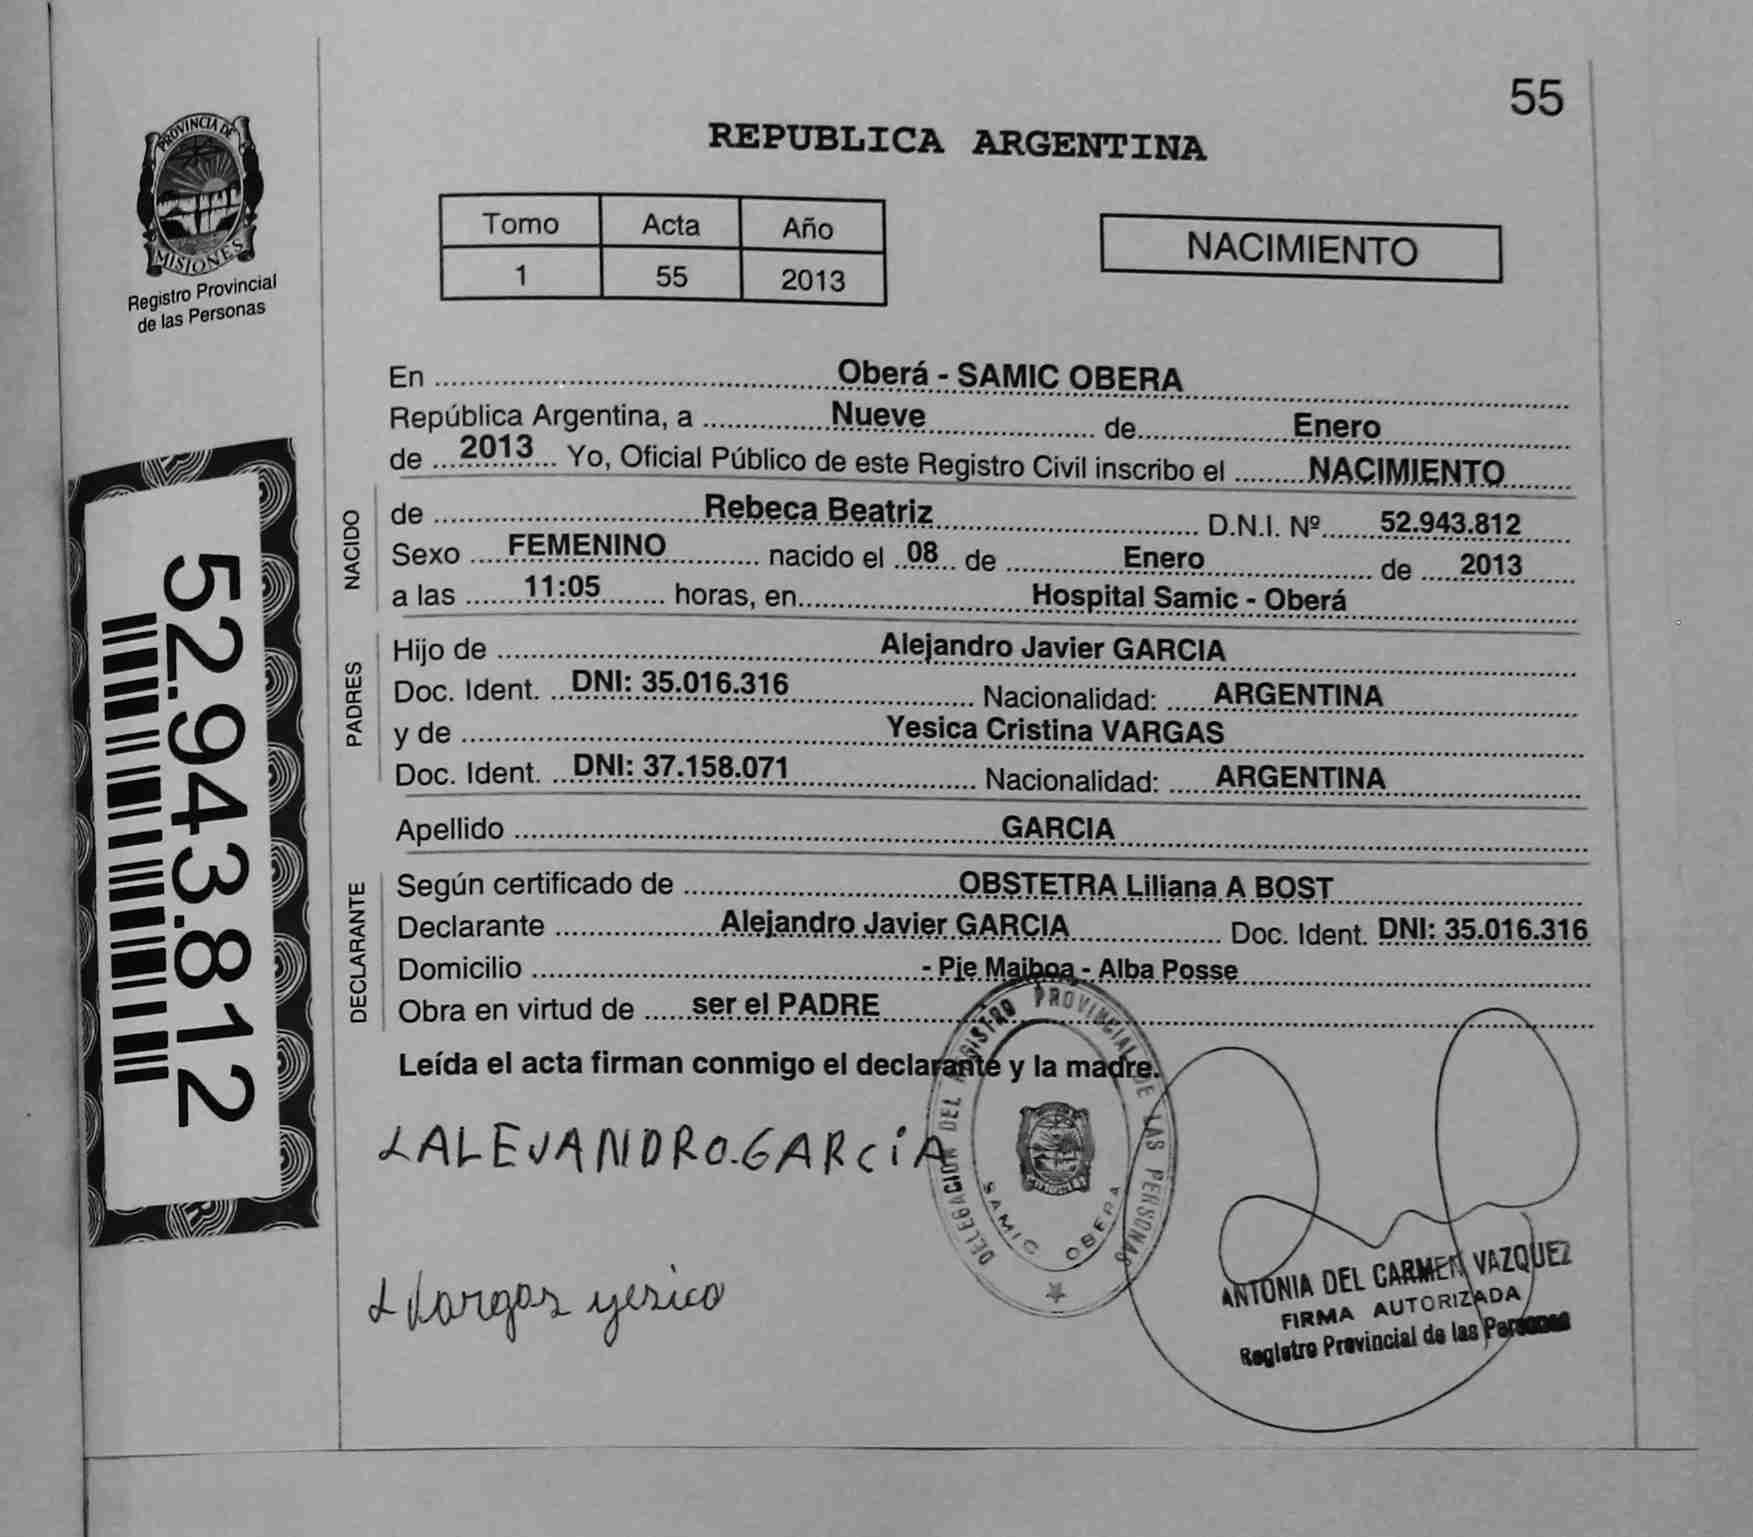 55
PROVINCIA DE
MISIONES
Registro Provincial
de las Personas
REPUBLICA ARGENTINA
Tomo Acta Año
1 55 2013
NACIMIENTO
En Oberá - SAMIC OBERA
República Argentina, a Nueve de Enero
de 2013 Yo, Oficial Público de este Registro Civil inscribo el NACIMIENTO
NACIDO
de Rebeca Beatriz D.N.I. Nº 52.943.812
Sexo FEMENINO nacido el 08 de Enero de 2013
a las 11:05 horas, en Hospital Samic - Oberá
PADRES
Hijo de Alejandro Javier GARCIA
Doc. Ident. DNI: 35.016.316 Nacionalidad: ARGENTINA
y de Yesica Cristina VARGAS
Doc. Ident. DNI: 37.158.071 Nacionalidad: ARGENTINA
Apellido GARCIA
DECLARANTE
Según certificado de OBSTETRA Liliana A BOST
Declarante Alejandro Javier GARCIA Doc. Ident. DNI: 35.016.316
Domicilio - Pje Maiboa - Alba Posse
Obra en virtud de ser el PADRE
Leída el acta firman conmigo el declarante y la madre.
52.943.812
ALEJANDRO.GARCiA
Vargas yesica
DELEGACION DEL REGISTRO PROVINCIAL DE LAS PERSONAS
SAMIC OBERA
ANTONIA DEL CARMEN VAZQUEZ
FIRMA AUTORIZADA
Registro Provincial de las Personas